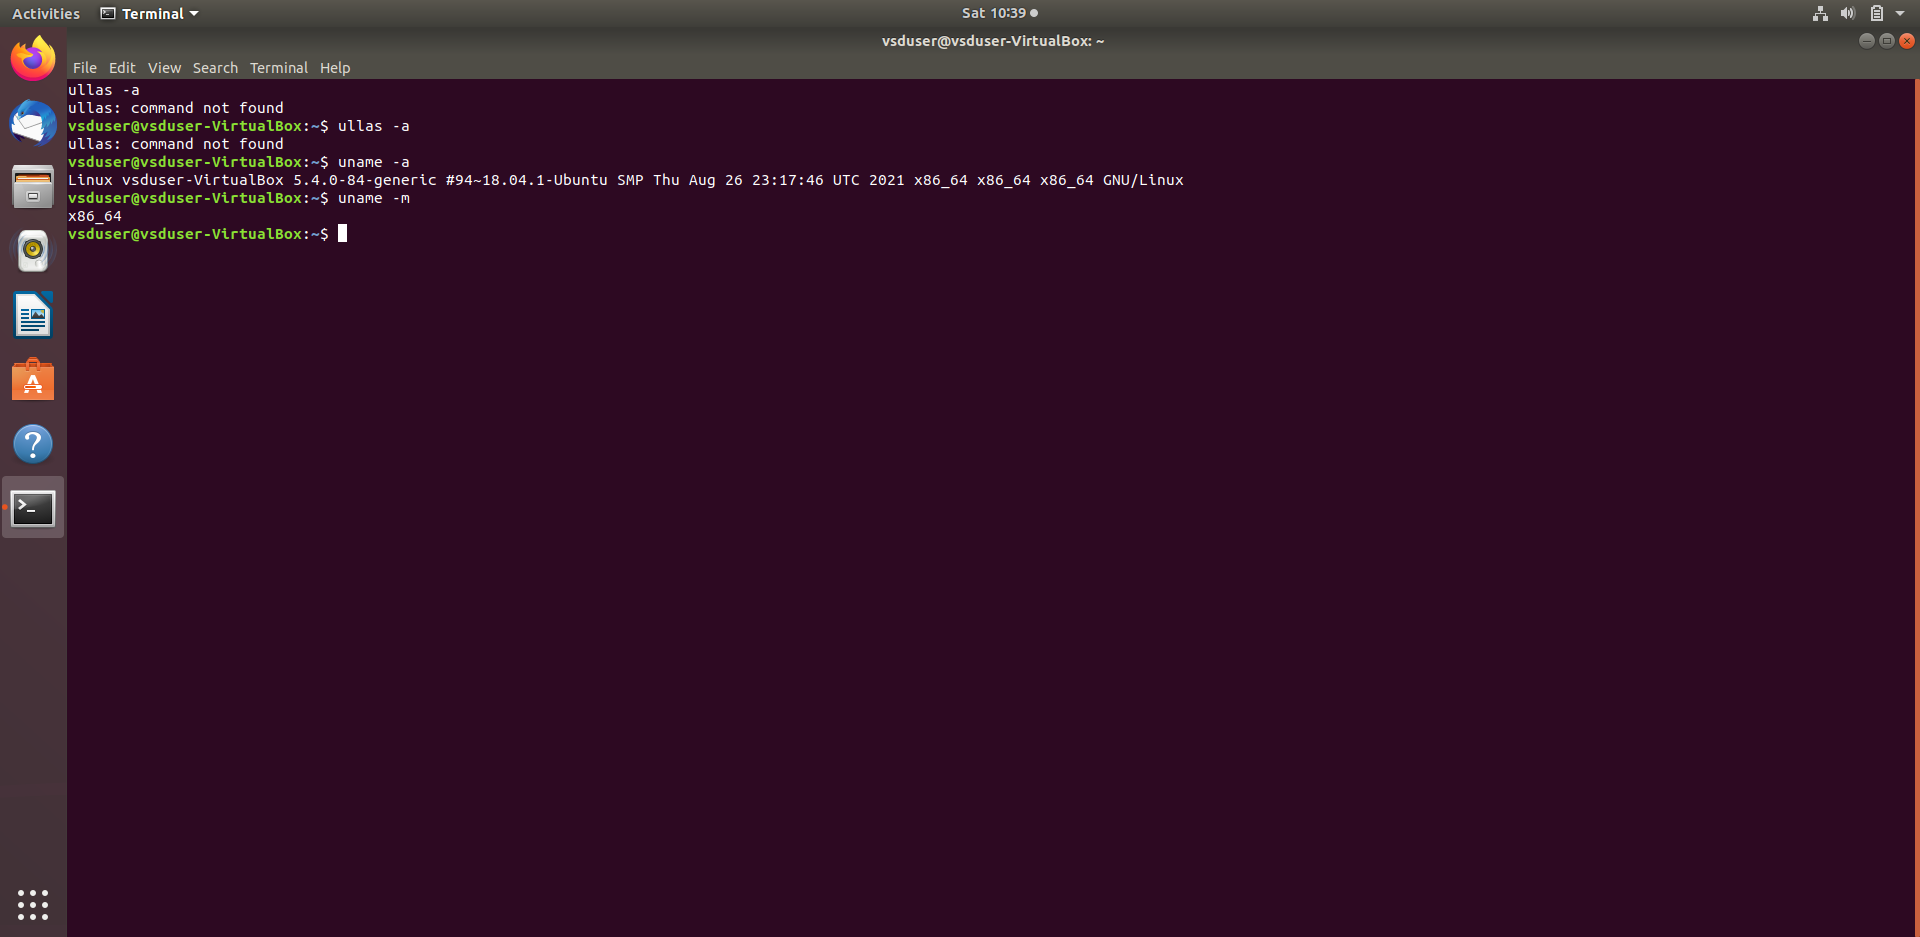 Activities Terminal Sat 10:39
vsduser@vsduser-VirtualBox: ~
File Edit View Search Terminal Help
ullas -a
ullas: command not found
vsduser@vsduser-VirtualBox:~$ ullas -a
ullas: command not found
vsduser@vsduser-VirtualBox:~$ uname -a
Linux vsduser-VirtualBox 5.4.0-84-generic #94~18.04.1-Ubuntu SMP Thu Aug 26 23:17:46 UTC 2021 x86_64 x86_64 x86_64 GNU/Linux
vsduser@vsduser-VirtualBox:~$ uname -m
x86_64
vsduser@vsduser-VirtualBox:~$